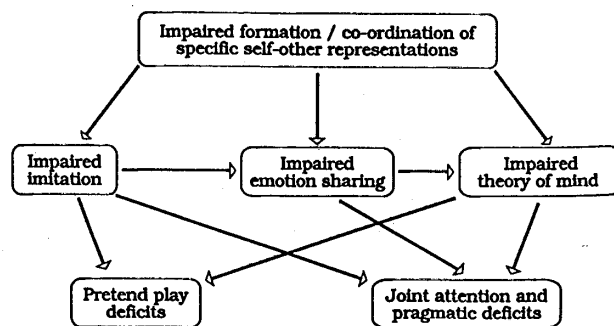 Impaired formation / co-ordination of
specific self-other representations
Impaired
imitation
Impaired
emotion sharing
Impaired
theory of mind
Pretend play
deficits
Joint attention and
pragmatic deficits